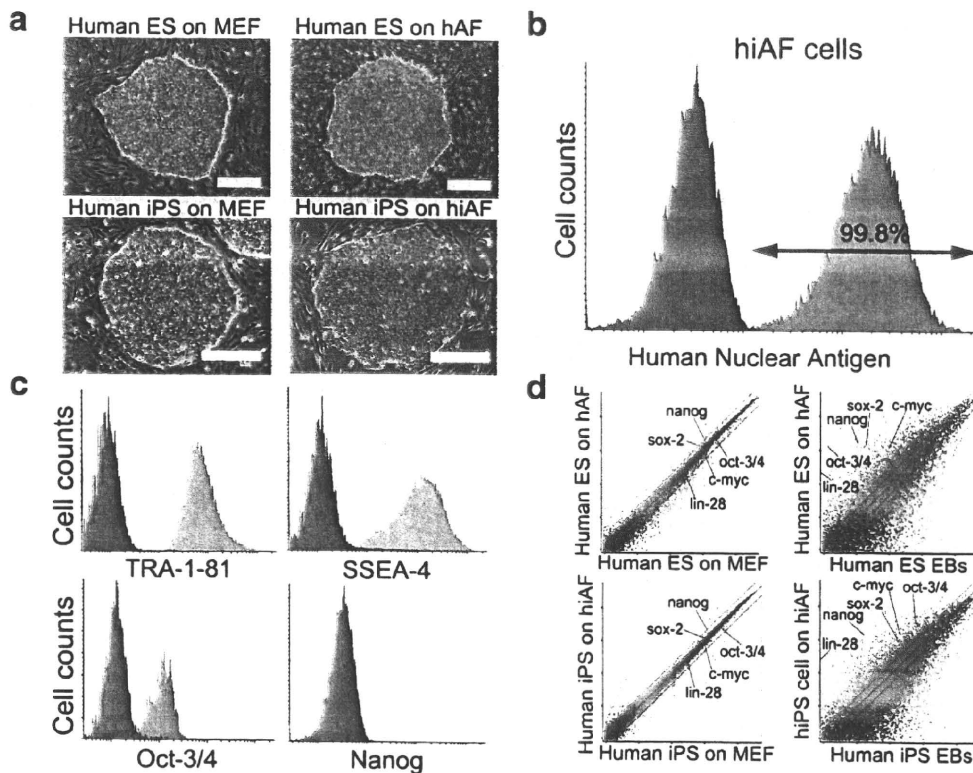 a
Human ES on MEF
Human ES on hAF
Human iPS on MEF
Human iPS on hiAF
b
hiAF cells
Cell counts
99.8%
Human Nuclear Antigen
c
Cell counts
TRA-1-81
SSEA-4
Cell counts
Oct-3/4
Nanog
d
Human ES on hAF
nanog
sox-2
oct-3/4
c-myc
lin-28
Human ES on MEF
Human ES on hAF
sox-2
c-myc
nanog
oct-3/4
lin-28
Human ES EBs
Human iPS on hiAF
nanog
sox-2
oct-3/4
c-myc
lin-28
Human iPS on MEF
hiPS cell on hiAF
c-myc
oct-3/4
sox-2
nanog
lin-28
Human iPS EBs